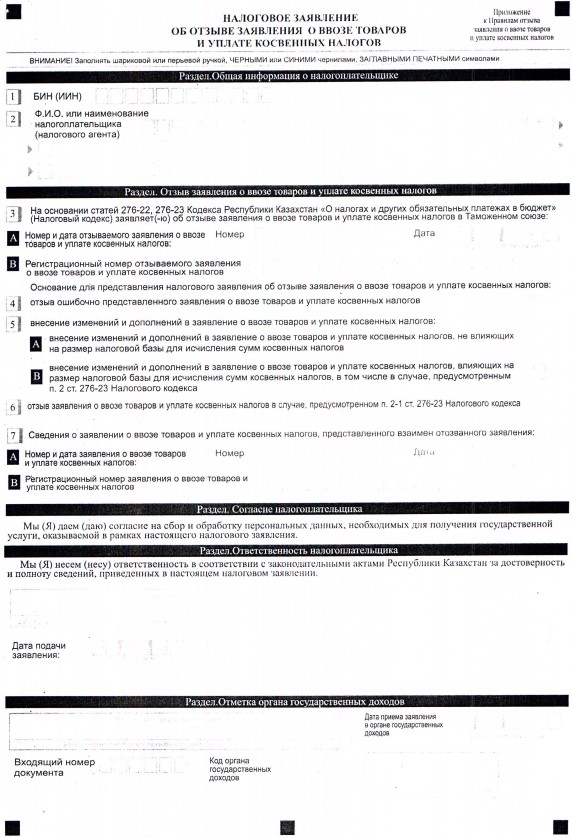 НАЛОГОВОЕ ЗАЯВЛЕНИЕ
ОБ ОТЗЫВЕ ЗАЯВЛЕНИЯ О ВВОЗЕ ТОВАРОВ
И УПЛАТЕ КОСВЕННЫХ НАЛОГОВ
Приложение
к Правилам отзыва
заявления о ввозе товаров
и уплате косвенных налогов
ВНИМАНИЕ! Заполнять шариковой или перьевой ручкой, ЧЕРНЫМИ или СИНИМИ чернилами, ЗАГЛАВНЫМИ ПЕЧАТНЫМИ символами
Раздел.Общая информация о налогоплательщике
1 БИН (ИИН)
2 Ф.И.О. или наименование
налогоплательщика
(налогового агента)
Раздел. Отзыв заявления о ввозе товаров и уплате косвенных налогов
3 На основании статей 276-22, 276-23 Кодекса Республики Казахстан «О налогах и других обязательных платежах в бюджет»
(Налоговый кодекс) заявляет(-ю) об отзыве заявления о ввозе товаров и уплате косвенных налогов в Таможенном союзе:
A Номер и дата отзываемого заявления о ввозе товаров и уплате косвенных налогов: Номер Дата
B Регистрационный номер отзываемого заявления
о ввозе товаров и уплате косвенных налогов
Основание для представления налогового заявления об отзыве заявления о ввозе товаров и уплате косвенных налогов:
4 отзыв ошибочно представленного заявления о ввозе товаров и уплате косвенных налогов
5 внесение изменений и дополнений в заявление о ввозе товаров и уплате косвенных налогов:
A внесение изменений и дополнений в заявление о ввозе товаров и уплате косвенных налогов, не влияющих
на размер налоговой базы для исчисления сумм косвенных налогов
B внесение изменений и дополнений в заявление о ввозе товаров и уплате косвенных налогов, влияющих на
размер налоговой базы для исчисления сумм косвенных налогов, в том числе в случае, предусмотренном
п. 2 ст. 276-23 Налогового кодекса
6 отзыв заявления о ввозе товаров и уплате косвенных налогов в случае, предусмотренном п. 2-1 ст. 276-23 Налогового кодекса
7 Сведения о заявлении о ввозе товаров и уплате косвенных налогов, представленного взаимен отозванного заявления:
A Номер и дата заявления о ввозе товаров
и уплате косвенных налогов: Номер Дата
B Регистрационный номер заявления о ввозе товаров и
уплате косвенных налогов
Раздел. Согласие налогоплательщика
Мы (Я) даем (даю) согласие на сбор и обработку персональных данных, необходимых для получения государственной
услуги, оказываемой в рамках настоящего налогового заявления.
Раздел.Ответственность налогоплательщика
Мы (Я) несем (несу) ответственность в соответствии с законодательными актами Республики Казахстан за достоверность
и полноту сведений, приведенных в настоящем налоговом заявлении.
Дата подачи
заявления:
Раздел.Отметка органа государственных доходов
Дата приема заявления
в органе государственных
доходов
Входящий номер
документа
Код органа
государственных
доходов